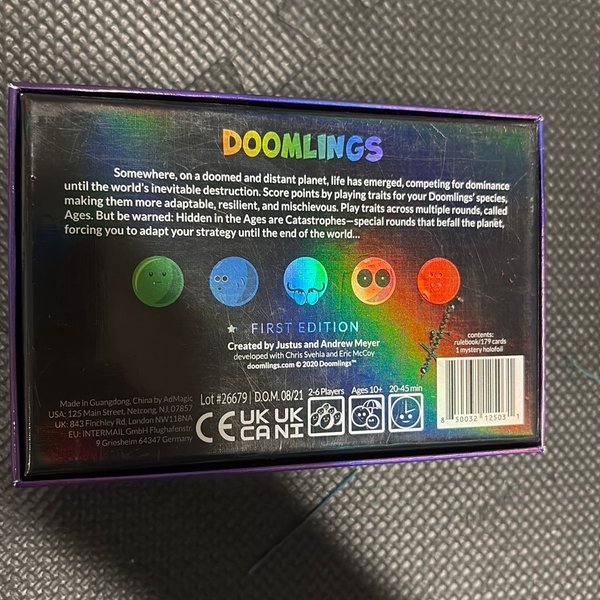 DOOMLINGS
Somewhere, on a doomed and distant planet, life has emerged, competing for dominance
until the world's inevitable destruction. Score points by playing traits for your Doomlings' species,
making them more adaptable, resilient, and mischievous. Play traits across multiple rounds, called
Ages. But be warned: Hidden in the Ages are Catastrophes—special rounds that befall the planet,
forcing you to adapt your strategy until the end of the world...
FIRST EDITION
Created by Justus and Andrew Meyer
developed with Chris Svehla and Eric McCoy
doomlings.com © 2020 Doomlings™
contents:
rulebook/179 cards
1 mystery holofoil
Made in Guangdong, China by AdMagic
USA: 125 Main Street, Netcong, NJ, 07857
UK: 843 Finchley Rd, London NW118NA
EU: INTERMAIL GmbH Flughafenstr.
9 Griesheim 64347 Germany
Lot #26679 | D.O.M. 08/21
CE UK CA UK NI
2-6 Players
Ages 10+
20-45 min
8 50032 12503 1